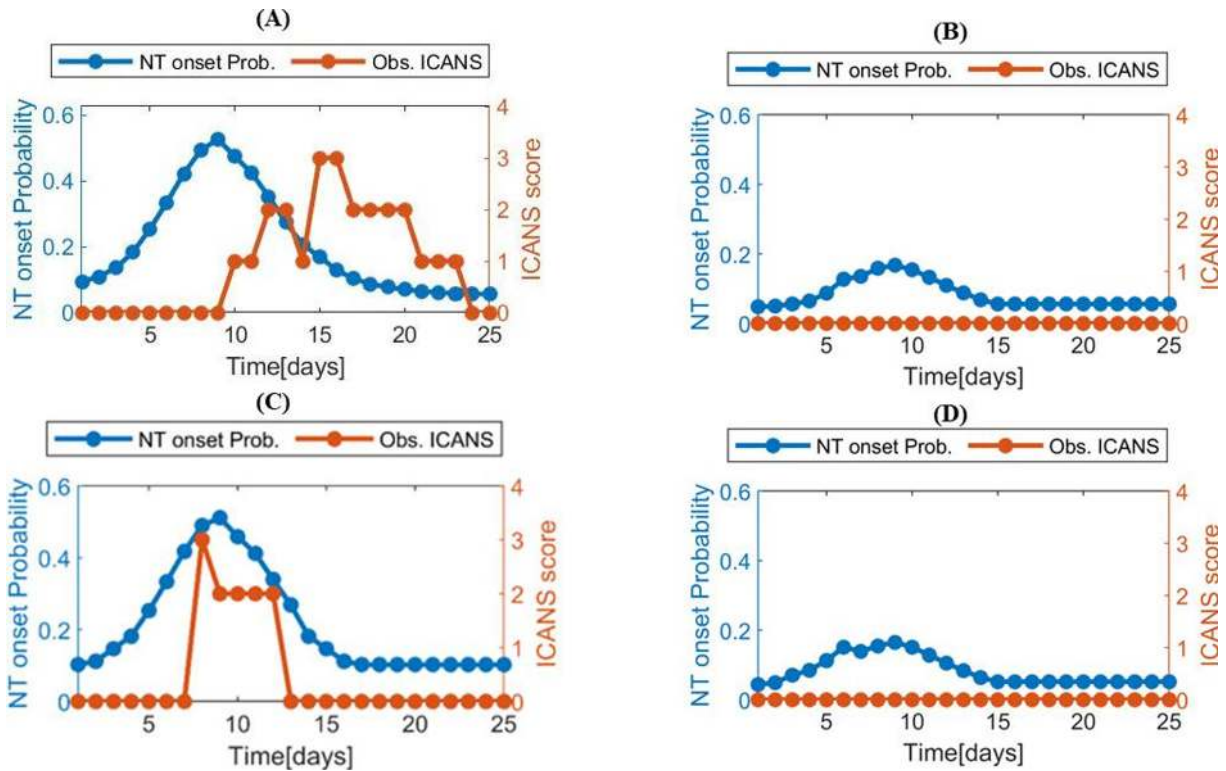 (A)
NT onset Prob. Obs. ICANS
NT onset Probability
0.6
0.4
0.2
0
4
3
2
1
0
ICANS score
5 10 15 20 25
Time[days]
(B)
NT onset Prob. Obs. ICANS
NT onset Probability
0.6
0.4
0.2
0
4
3
2
1
0
ICANS score
5 10 15 20 25
Time[days]
(C)
NT onset Prob. Obs. ICANS
NT onset Probability
0.6
0.4
0.2
0
4
3
2
1
0
ICANS score
5 10 15 20 25
Time[days]
(D)
NT onset Prob. Obs. ICANS
NT onset Probability
0.6
0.4
0.2
0
4
3
2
1
0
ICANS score
5 10 15 20 25
Time[days]